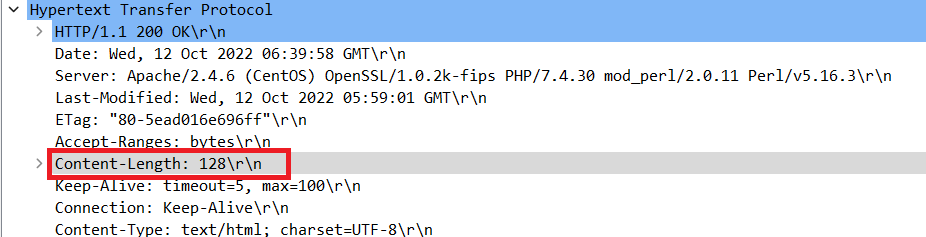 Hypertext Transfer Protocol
HTTP/1.1 200 OK\r\n
Date: Wed, 12 Oct 2022 06:39:58 GMT\r\n
Server: Apache/2.4.6 (CentOS) OpenSSL/1.0.2k-fips PHP/7.4.30 mod_perl/2.0.11 Perl/v5.16.3\r\n
Last-Modified: Wed, 12 Oct 2022 05:59:01 GMT\r\n
ETag: "80-5ead016e696ff"\r\n
Accept-Ranges: bytes\r\n
Content-Length: 128\r\n
Keep-Alive: timeout=5, max=100\r\n
Connection: Keep-Alive\r\n
Content-Type: text/html; charset=UTF-8\r\n